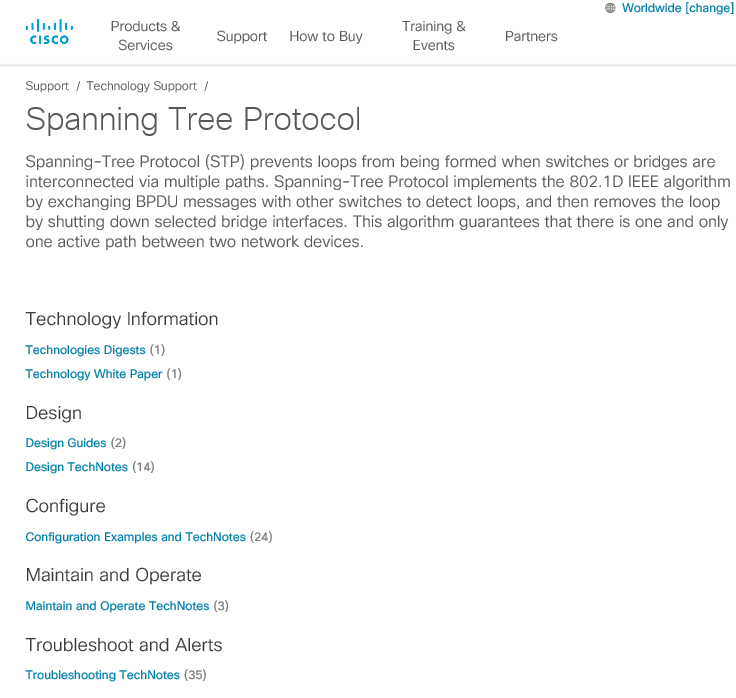 Worldwide [change]
CISCO
Products & Services
Support
How to Buy
Training & Events
Partners
Support / Technology Support /
Spanning Tree Protocol
Spanning-Tree Protocol (STP) prevents loops from being formed when switches or bridges are
interconnected via multiple paths. Spanning-Tree Protocol implements the 802.1D IEEE algorithm
by exchanging BPDU messages with other switches to detect loops, and then removes the loop
by shutting down selected bridge interfaces. This algorithm guarantees that there is one and only
one active path between two network devices.
Technology Information
Technologies Digests (1)
Technology White Paper (1)
Design
Design Guides (2)
Design TechNotes (14)
Configure
Configuration Examples and TechNotes (24)
Maintain and Operate
Maintain and Operate TechNotes (3)
Troubleshoot and Alerts
Troubleshooting TechNotes (35)